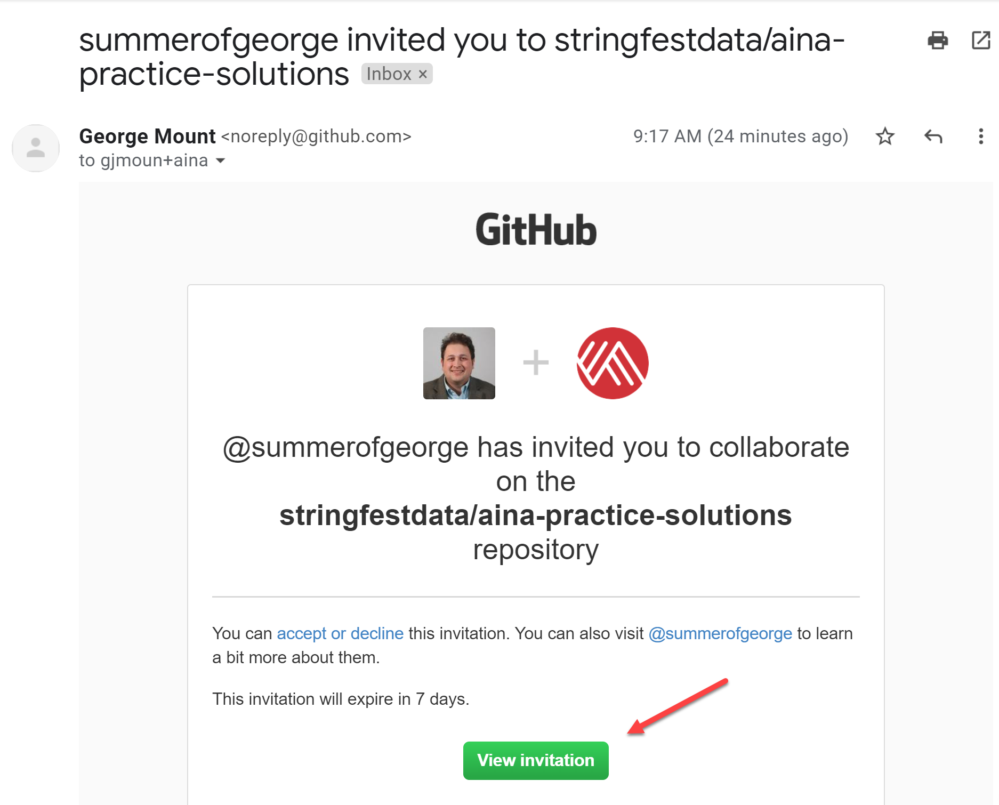 summerofgeorge invited you to stringfestdata/aina-
practice-solutions Inbox ×
George Mount <noreply@github.com> 9:17 AM (24 minutes ago)
to gjmoun+aina
GitHub
@summerofgeorge has invited you to collaborate
on the
stringfestdata/aina-practice-solutions
repository
You can accept or decline this invitation. You can also visit @summerofgeorge to learn
a bit more about them.
This invitation will expire in 7 days.
View invitation